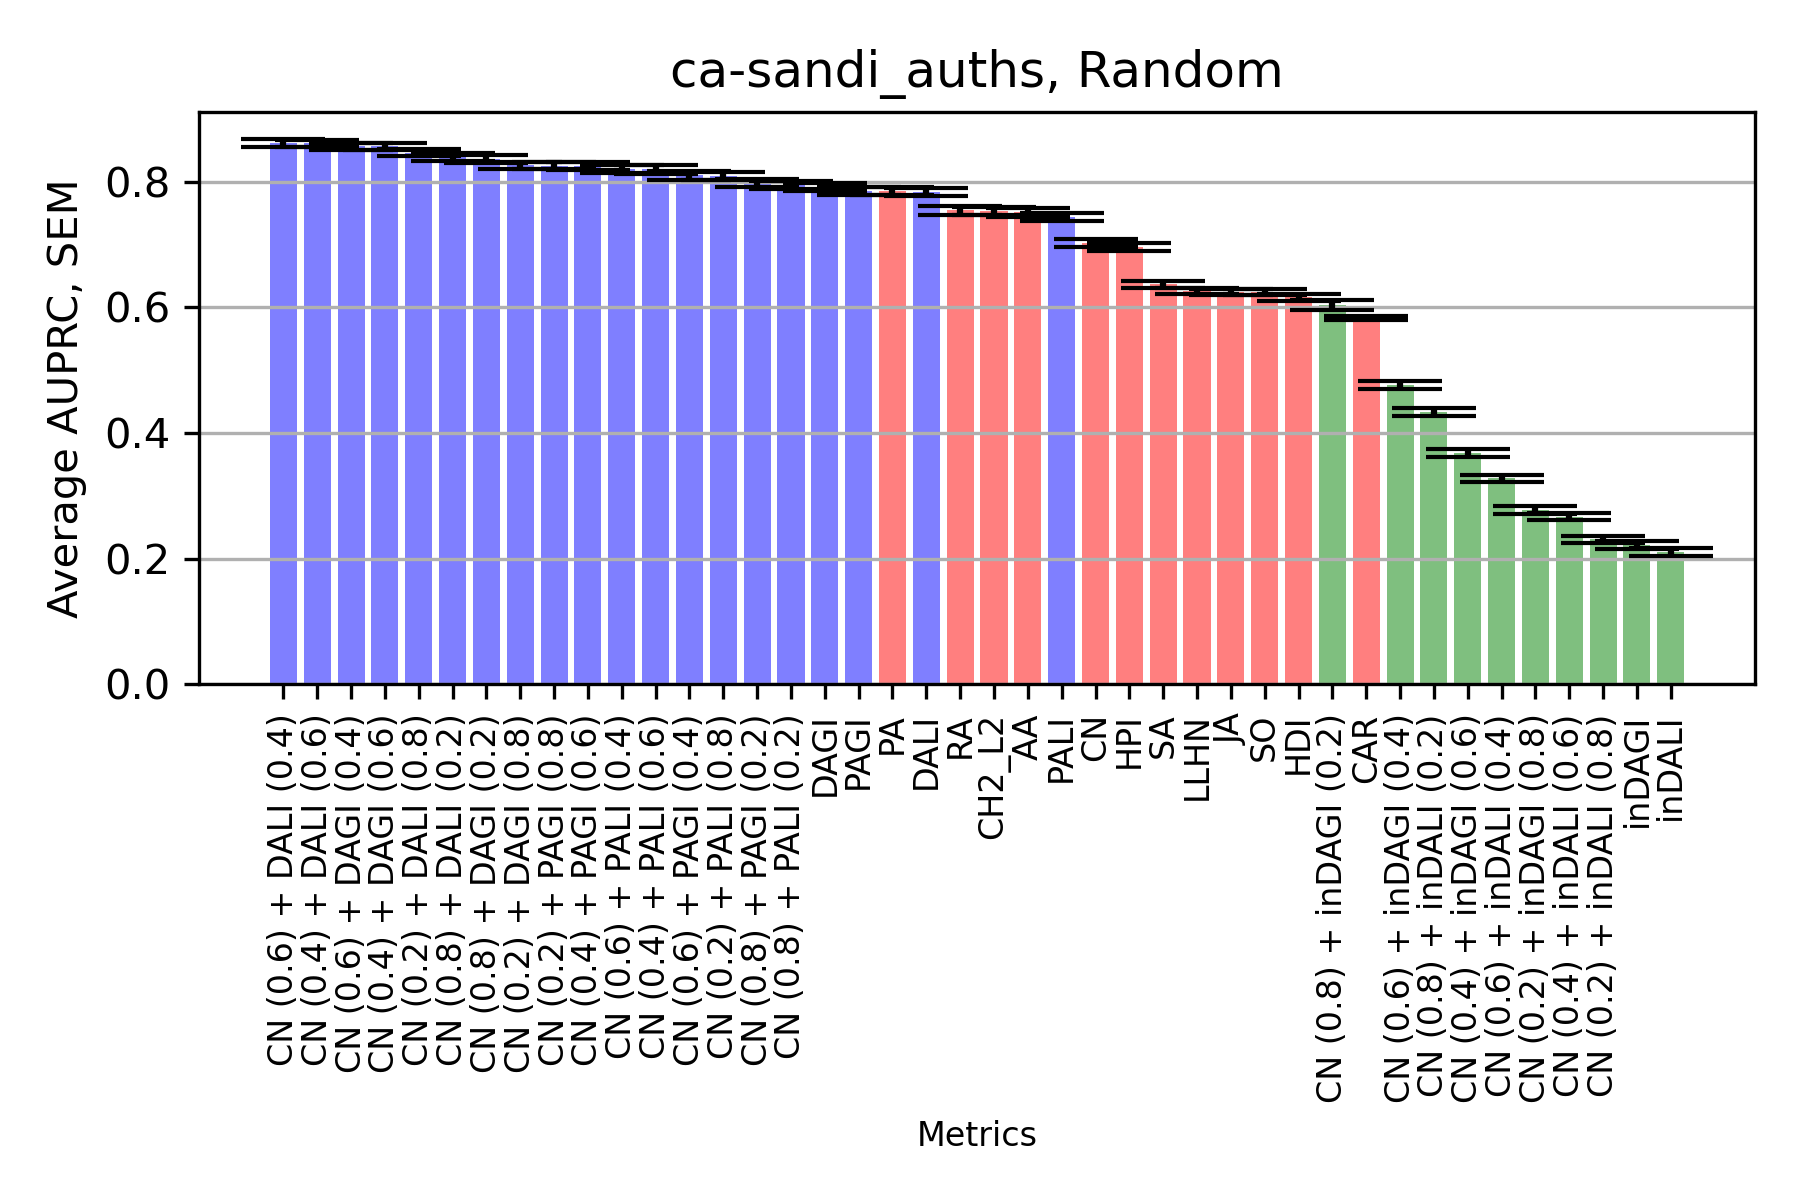 ca-sandi_auths, Random
Average AUPRC, SEM
0.8
0.6
0.4
0.2
0.0
CN (0.6) + DALI (0.4)
CN (0.4) + DALI (0.6)
CN (0.6) + DAGI (0.4)
CN (0.4) + DAGI (0.6)
CN (0.2) + DALI (0.8)
CN (0.8) + DALI (0.2)
CN (0.8) + DAGI (0.2)
CN (0.2) + DAGI (0.8)
CN (0.2) + PAGI (0.8)
CN (0.4) + PAGI (0.6)
CN (0.6) + PALI (0.4)
CN (0.4) + PALI (0.6)
CN (0.6) + PAGI (0.4)
CN (0.2) + PALI (0.8)
CN (0.8) + PAGI (0.2)
CN (0.8) + PALI (0.2)
DAGI
PAGI
PA
DALI
RA
CH2_L2
_AA
PALI
CN
HPI
SA
LLHN
JA
SO
HDI
CN (0.8) + inDAGI (0.2)
CAR
CN (0.6) + inDAGI (0.4)
CN (0.8) + inDALI (0.2)
CN (0.4) + inDAGI (0.6)
CN (0.6) + inDALI (0.4)
CN (0.2) + inDAGI (0.8)
CN (0.4) + inDALI (0.6)
CN (0.2) + inDALI (0.8)
inDAGI
inDALI
Metrics